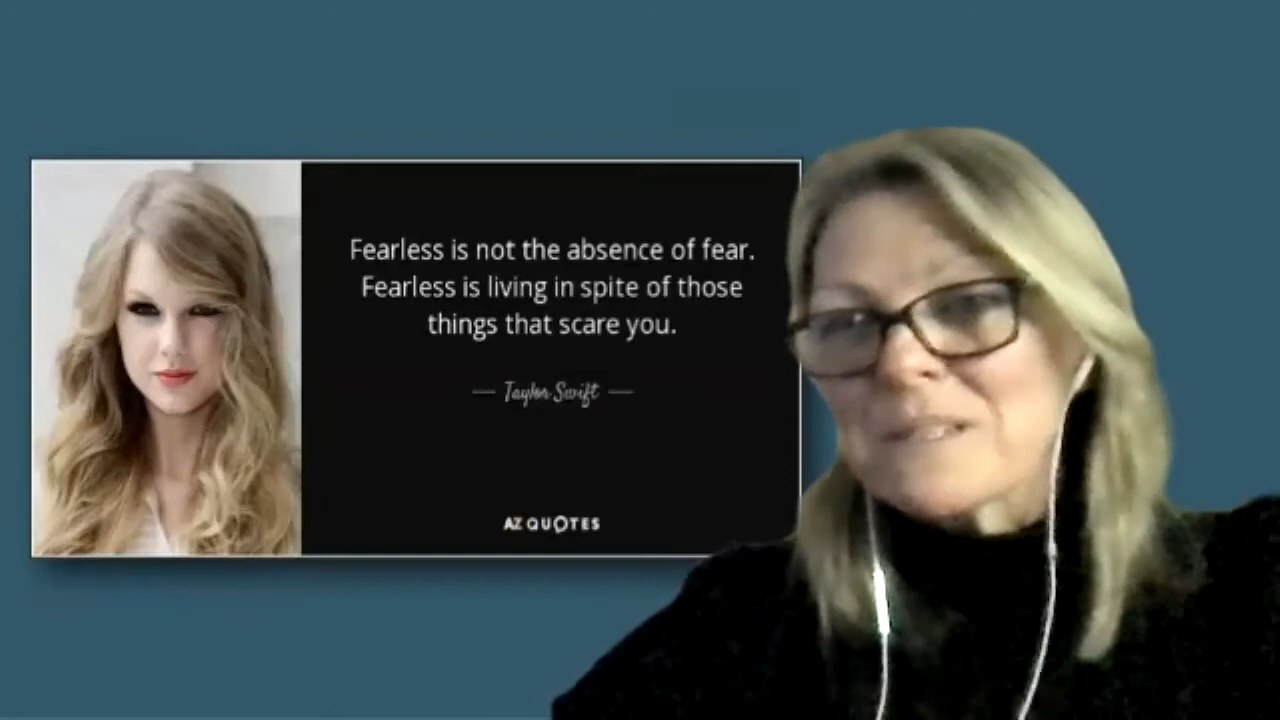 Fearless is not the absence of fear.
Fearless is living in spite of those
things that scare you.
— Taylor Swift —
AZ QUOTES